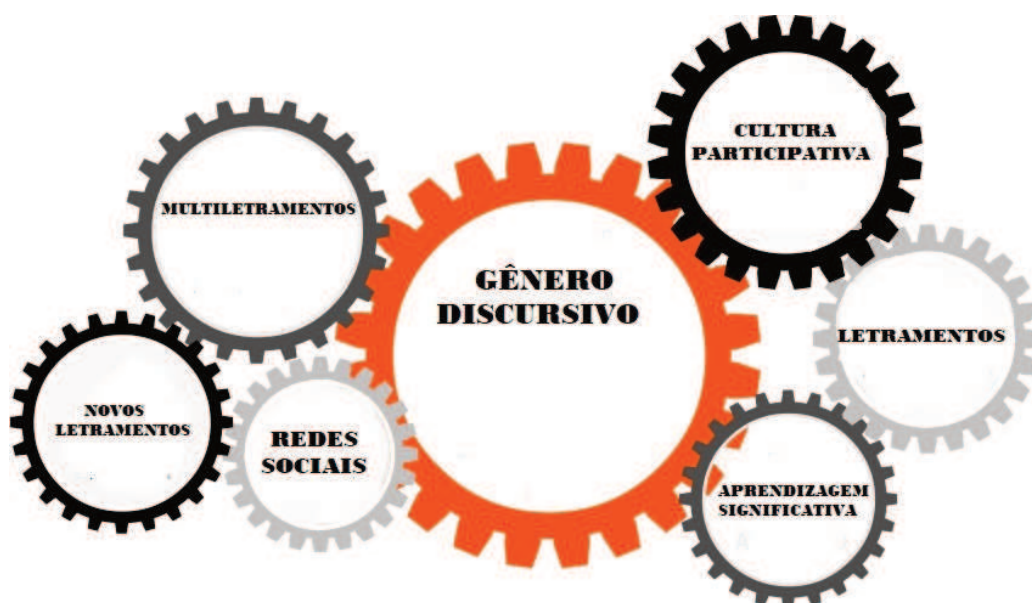 CULTURA
PARTICIPATIVA
MULTILETRAMENTOS
GÊNERO
DISCURSIVO
LETRAMENTOS
NOVOS
LETRAMENTOS
REDES
SOCIAIS
APRENDIZAGEM
SIGNIFICATIVA